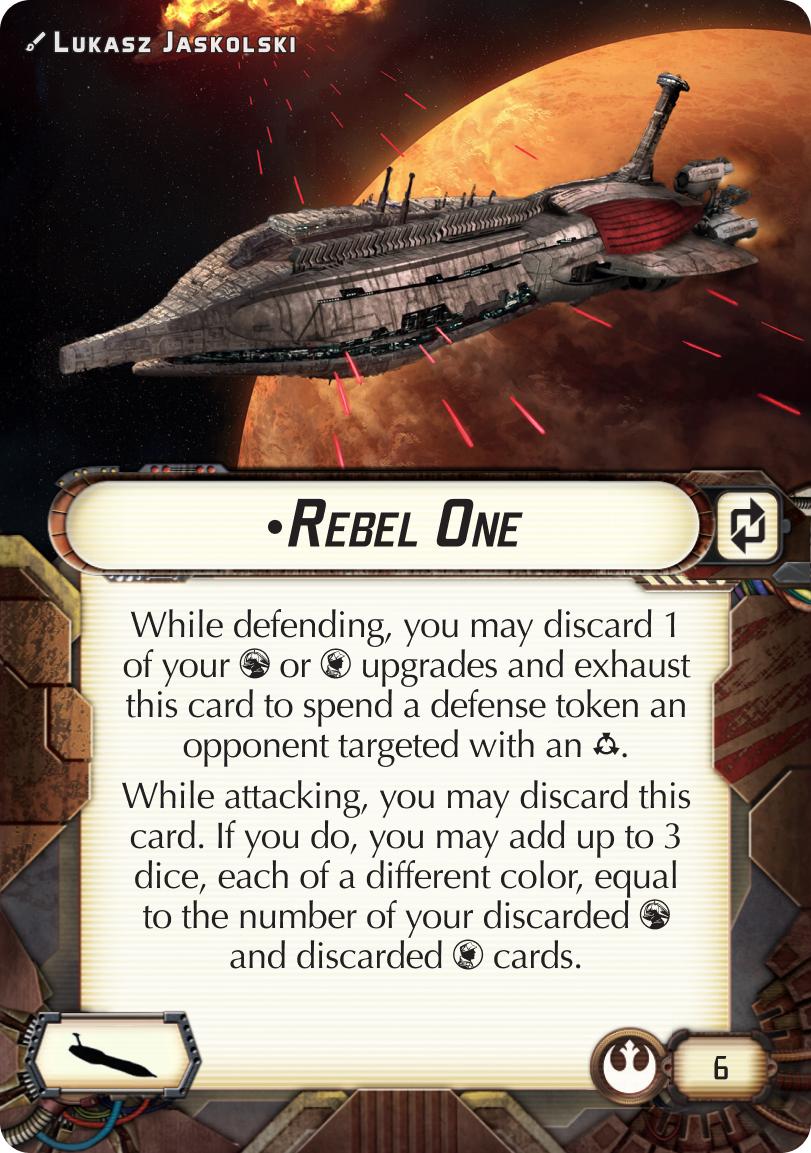 Lukasz Jaskolski
•Rebel One
While defending, you may discard 1
of your or upgrades and exhaust
this card to spend a defense token an
opponent targeted with an .
While attacking, you may discard this
card. If you do, you may add up to 3
dice, each of a different color, equal
to the number of your discarded
and discarded cards.
6